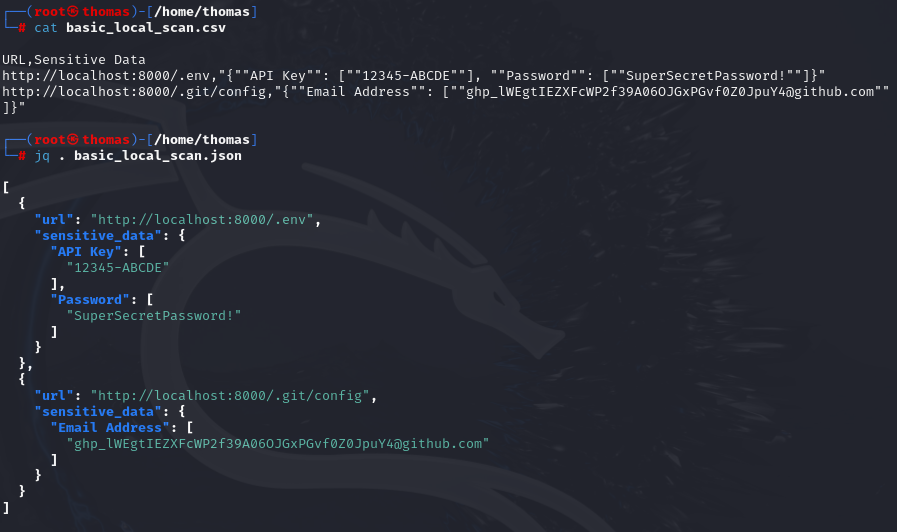 ┌──(root㉿thomas)-[/home/thomas]
└─# cat basic_local_scan.csv
URL,Sensitive Data
http://localhost:8000/.env,"{""API Key"": [""12345-ABCDE""], ""Password"": [""SuperSecretPassword!""]}"
http://localhost:8000/.git/config,"{""Email Address"": [""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@github.com""
]}"
┌──(root㉿thomas)-[/home/thomas]
└─# jq . basic_local_scan.json
[
  {
    "url": "http://localhost:8000/.env",
    "sensitive_data": {
      "API Key": [
        "12345-ABCDE"
      ],
      "Password": [
        "SuperSecretPassword!"
      ]
    }
  },
  {
    "url": "http://localhost:8000/.git/config",
    "sensitive_data": {
      "Email Address": [
        "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@github.com"
      ]
    }
  }
]